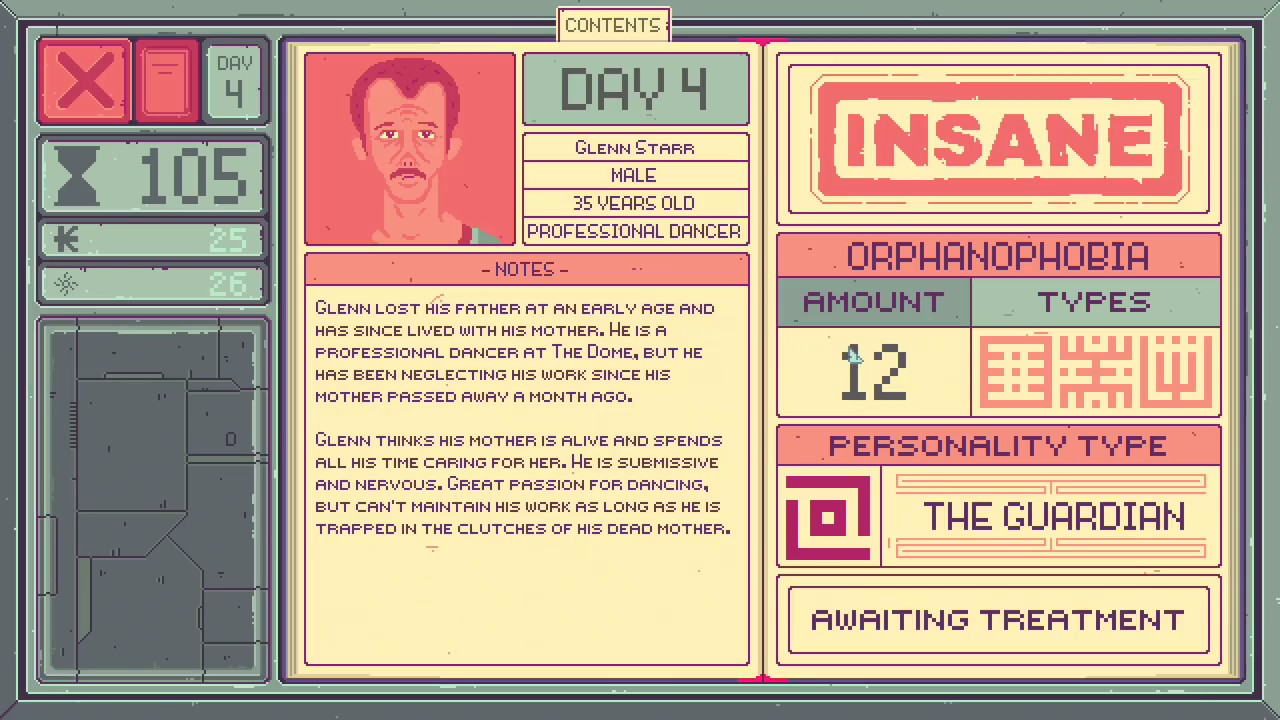 CONTENTS
DAY
4
105
25
26
DAY 4
GLENN STARR
MALE
35 YEARS OLD
PROFESSIONAL DANCER
- NOTES -
GLENN LOST HIS FATHER AT AN EARLY AGE AND
HAS SINCE LIVED WITH HIS MOTHER. HE IS A
PROFESSIONAL DANCER AT THE DOME, BUT HE
HAS BEEN NEGLECTING HIS WORK SINCE HIS
MOTHER PASSED AWAY A MONTH AGO.
GLENN THINKS HIS MOTHER IS ALIVE AND SPENDS
ALL HIS TIME CARING FOR HER. HE IS SUBMISSIVE
AND NERVOUS. GREAT PASSION FOR DANCING,
BUT CAN'T MAINTAIN HIS WORK AS LONG AS HE IS
TRAPPED IN THE CLUTCHES OF HIS DEAD MOTHER.
INSANE
ORPHANOPHOBIA
AMOUNT TYPES
12
PERSONALITY TYPE
THE GUARDIAN
AWAITING TREATMENT